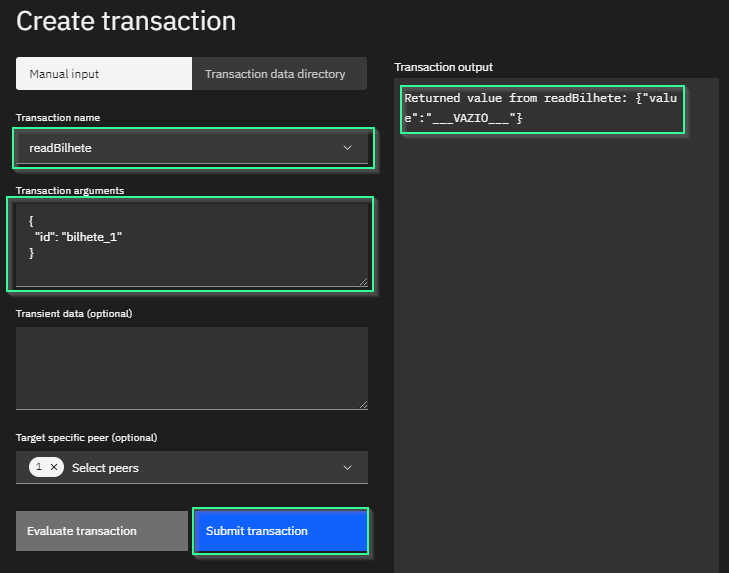 Create transaction
Manual input
Transaction data directory
Transaction name
readBilhete
Transaction arguments
{
"id": "bilhete_1"
}
Transient data (optional)
Target specific peer (optional)
1 × Select peers
Evaluate transaction
Submit transaction
Transaction output
Returned value from readBilhete: {"valu
e":"___VAZIO___"}